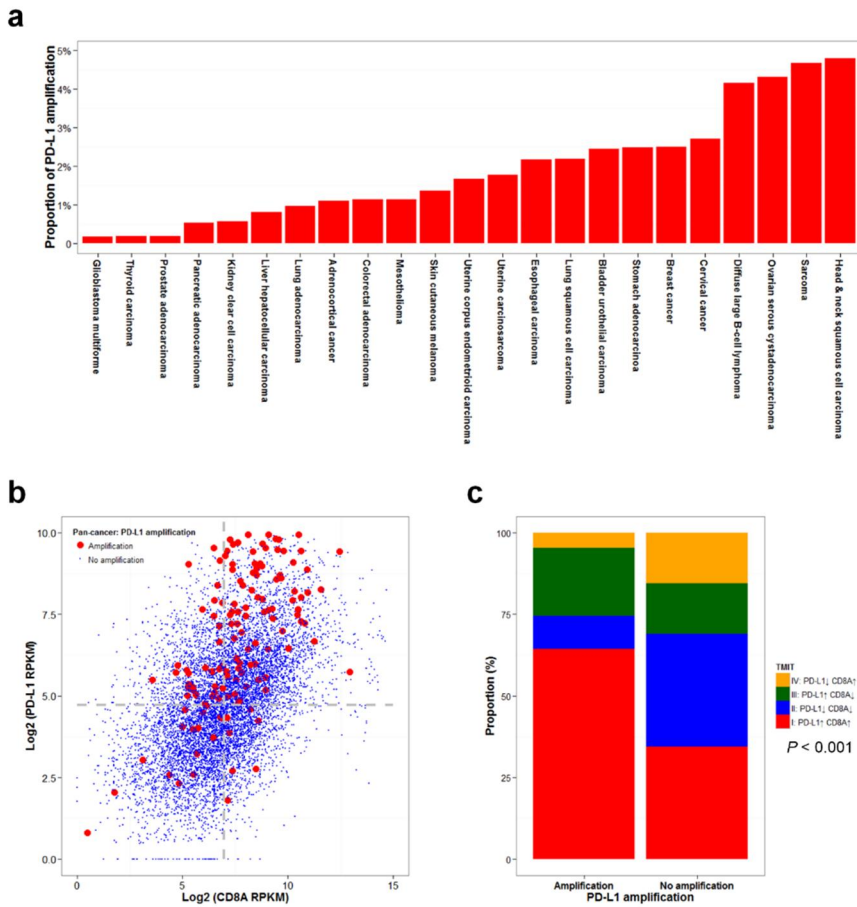 a
Proportion of PD-L1 amplification
5%
4%
3%
2%
1%
0
Glioblastoma multiforme
Thyroid carcinoma
Prostate adenocarcinoma
Pancreatic adenocarcinoma
Kidney clear cell carcinoma
Liver hepatocellular carcinoma
Lung adenocarcinoma
Adrenocortical cancer
Colorectal adenocarcinoma
Mesothelioma
Skin cutaneous melanoma
Uterine corpus endometrioid carcinoma
Uterine carcinosarcoma
Esophageal carcinoma
Lung squamous cell carcinoma
Bladder urothelial carcinoma
Stomach adenocarcinoa
Breast cancer
Cervical cancer
Diffuse large B-cell lymphoma
Ovarian serous cystadenocarcinoma
Sarcoma
Head & neck squamous cell carcinoma
b
Pan-cancer: PD-L1 amplification
Amplification
No amplification
Log2 (PD-L1 RPKM)
10.0
7.5
5.0
2.5
0.0
0 5 10 15
Log2 (CD8A RPKM)
c
Proportion (%)
100
75
50
25
0
Amplification No amplification
PD-L1 amplification
TMIT
IV: PD-L1↓ CD8A↑
III: PD-L1↑ CD8A↓
II: PD-L1↓ CD8A↓
I: PD-L1↑ CD8A↑
P < 0.001